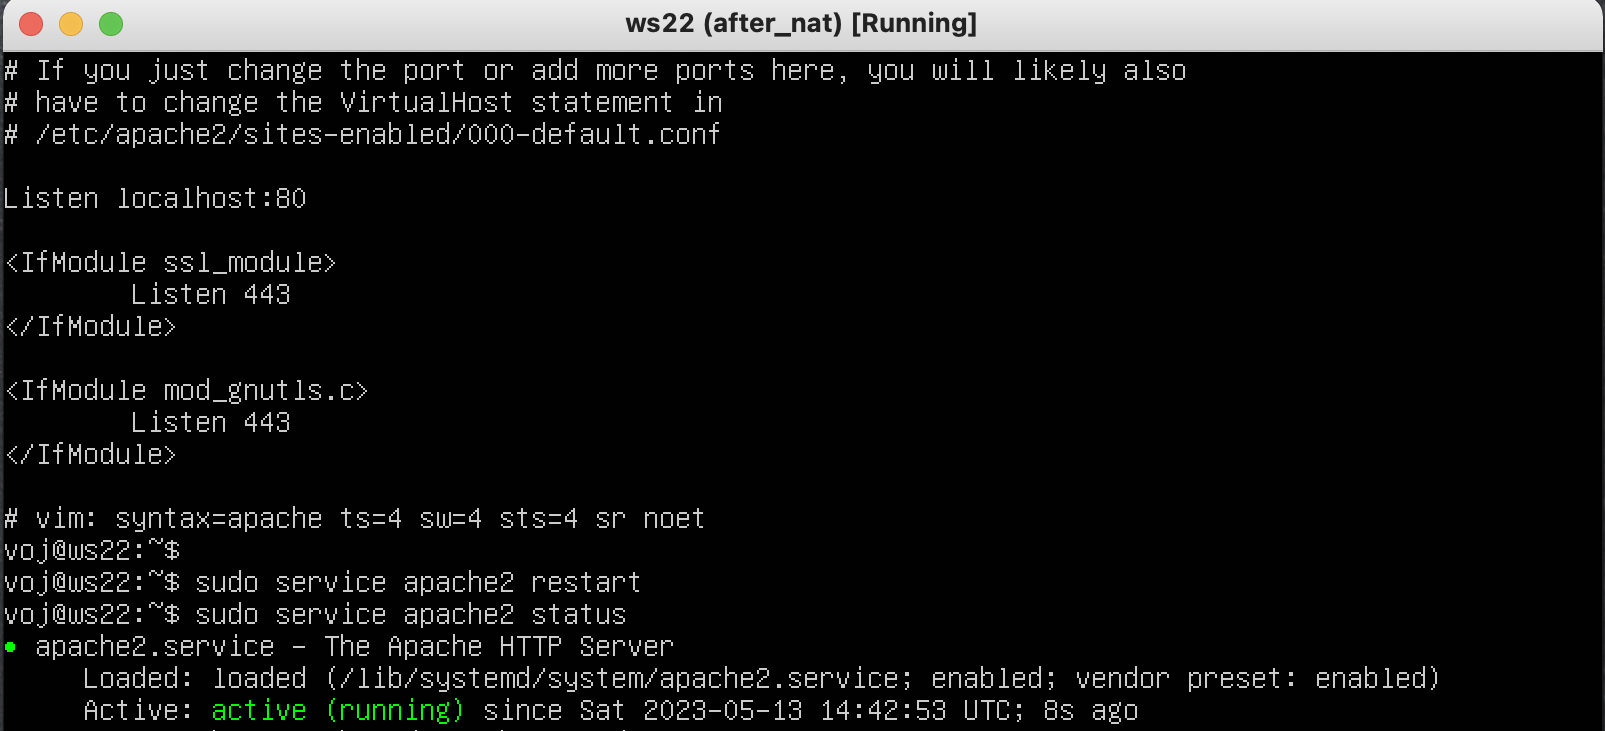 ws22 (after_nat) [Running]
# If you just change the port or add more ports here, you will likely also
# have to change the VirtualHost statement in
# /etc/apache2/sites-enabled/000-default.conf
Listen localhost:80
<IfModule ssl_module>
        Listen 443
</IfModule>
<IfModule mod_gnutls.c>
        Listen 443
</IfModule>
# vim: syntax=apache ts=4 sw=4 sts=4 sr noet
voj@ws22:~$
voj@ws22:~$ sudo service apache2 restart
voj@ws22:~$ sudo service apache2 status
● apache2.service - The Apache HTTP Server
     Loaded: loaded (/lib/systemd/system/apache2.service; enabled; vendor preset: enabled)
     Active: active (running) since Sat 2023-05-13 14:42:53 UTC; 8s ago